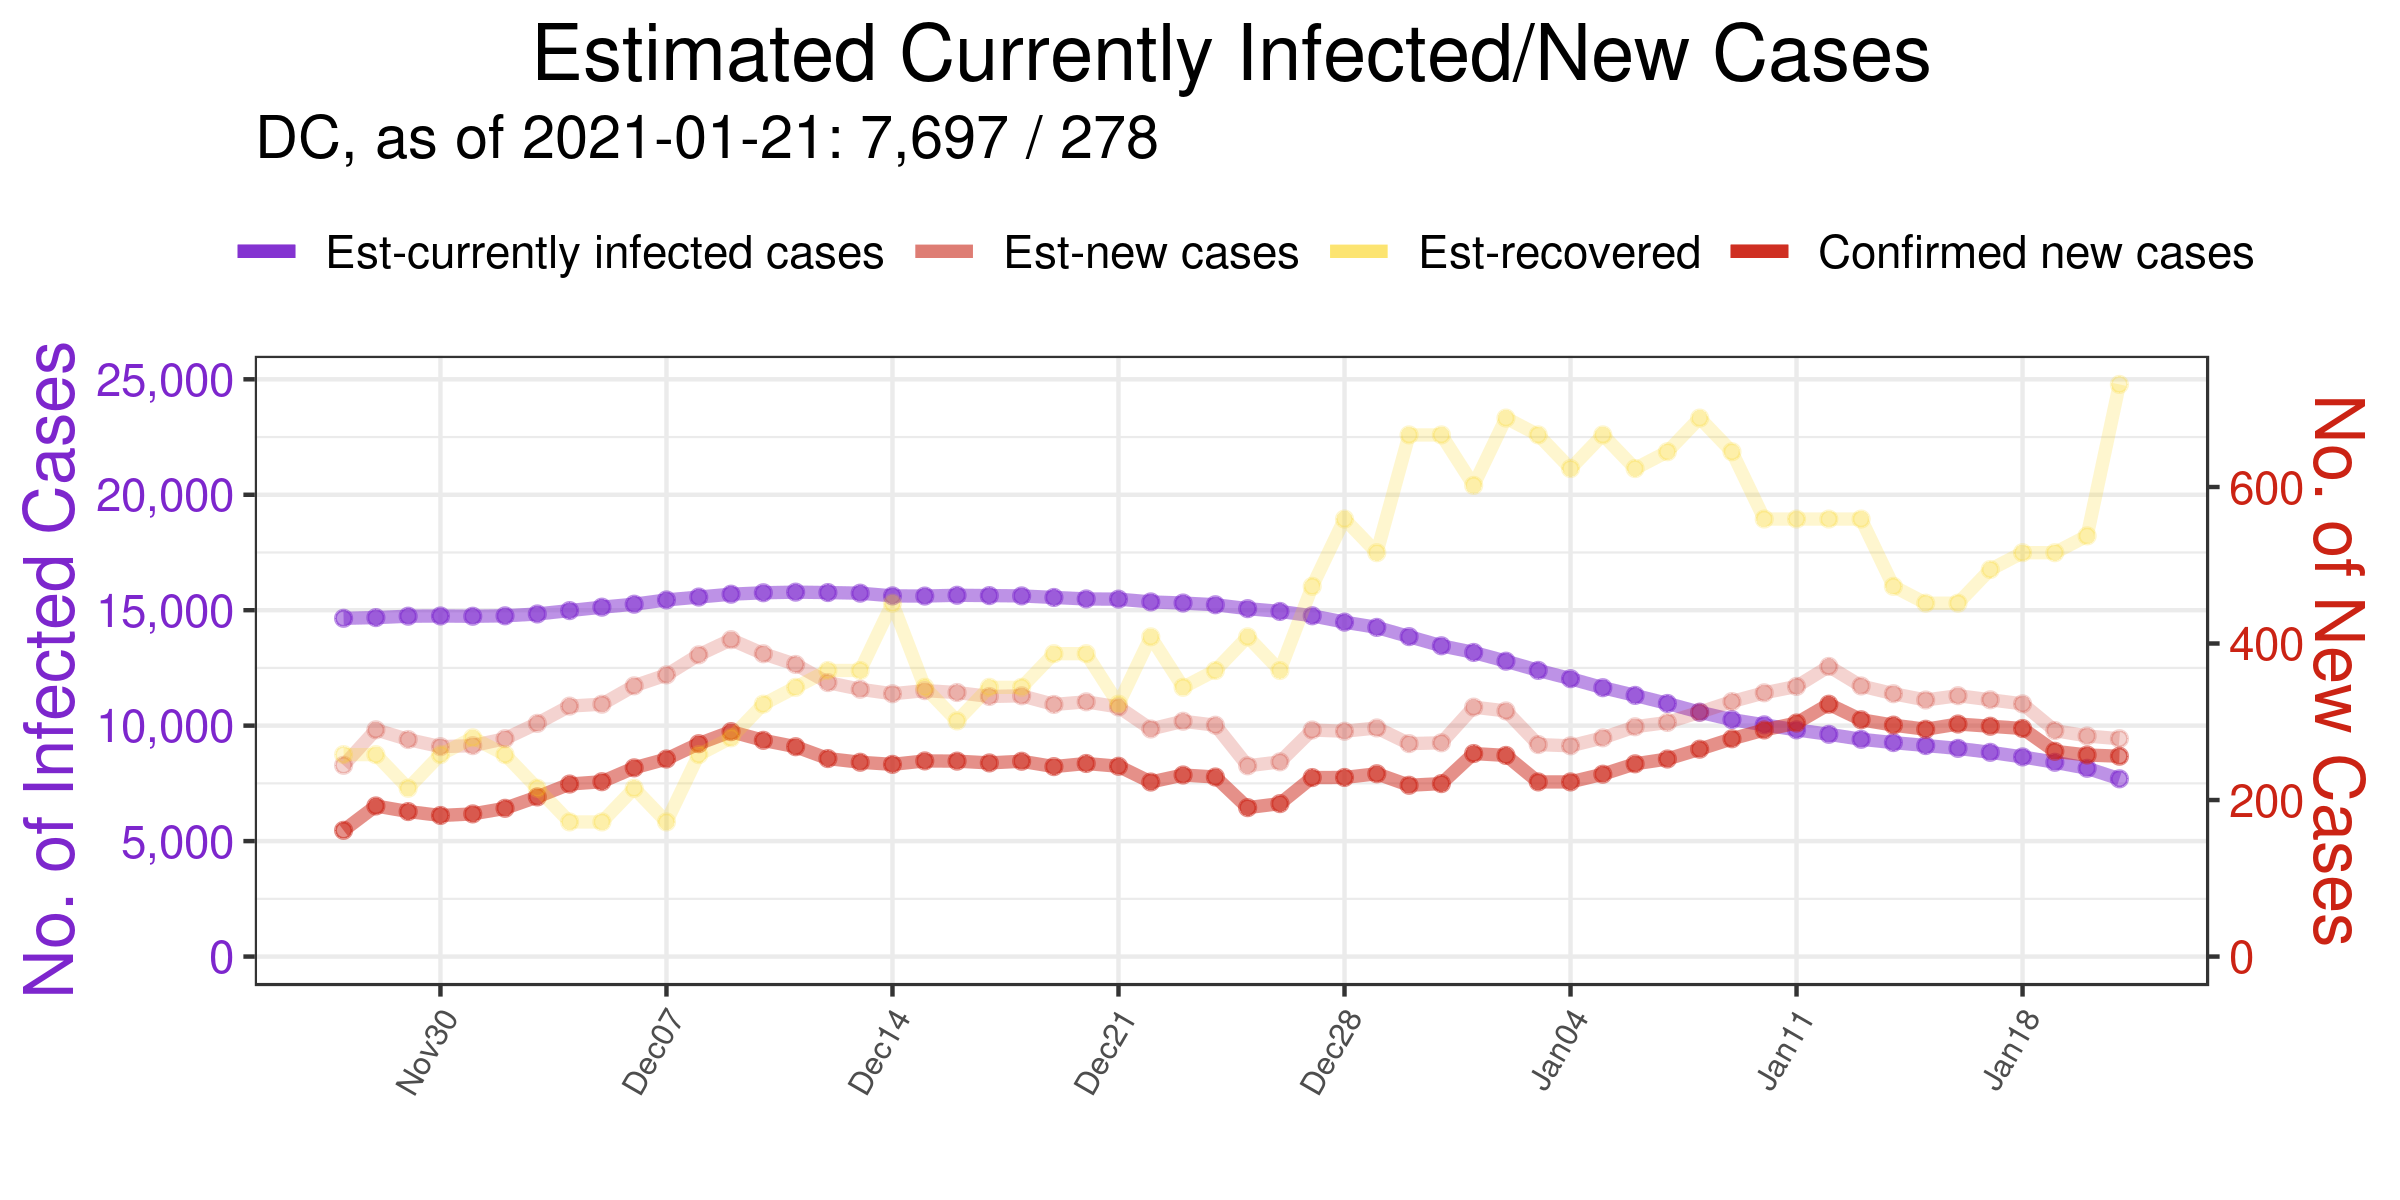 Estimated Currently Infected/New Cases
DC, as of 2021-01-21: 7,697 / 278
Est-currently infected cases Est-new cases Est-recovered Confirmed new cases
No. of Infected Cases
25,000
20,000
15,000
10,000
5,000
0
600
400
200
0
No. of New Cases
Nov30 Dec07 Dec14 Dec21 Dec28 Jan04 Jan11 Jan18